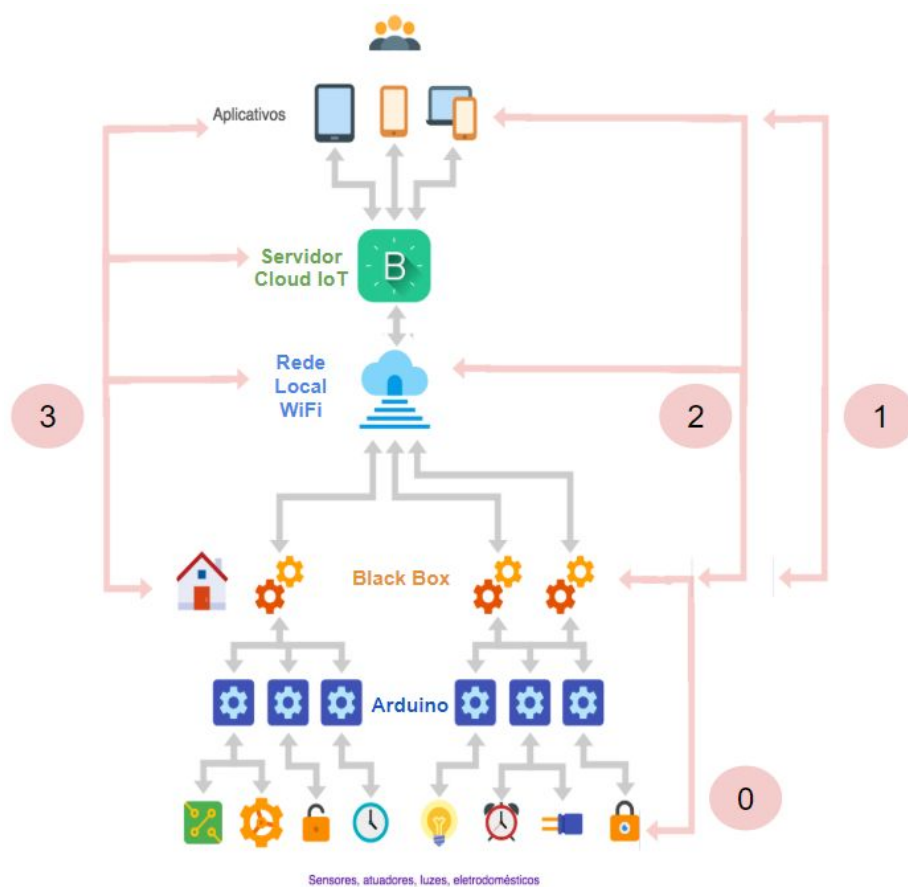 Aplicativos
Servidor
Cloud IoT
B
Rede
Local
WiFi
3
2
1
Black Box
Arduino
0
Sensores, atuadores, luzes, eletrodomésticos